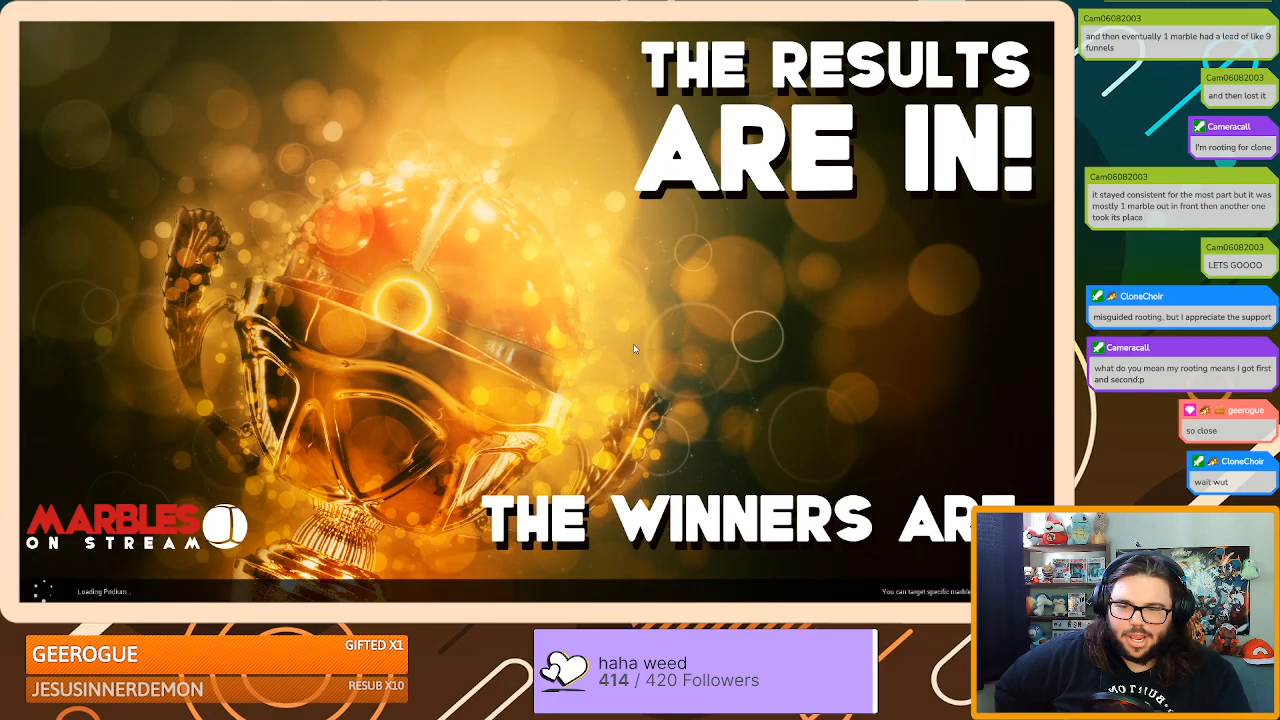 THE RESULTS
ARE IN!
THE WINNERS AR
MARBLES
ON STREAM
Loading Podium..
You can target specific marble
Cam06082003
and then eventually 1 marble had a lead of like 9
funnels
Cam06082003
and then lost it
Cameracall
I'm rooting for clone
Cam06082003
it stayed consistent for the most part but it was
mostly 1 marble out in front then another one
took its place
Cam06082003
LETS GOOOO
CloneChoir
misguided rooting, but I appreciate the support
Cameracall
what do you mean my rooting means I got first
and second:p
geerogue
so close
CloneChoir
wait wut
GEEROGUE
GIFTED X1
JESUSINNERDEMON
RESUB X10
haha weed
414 / 420 Followers